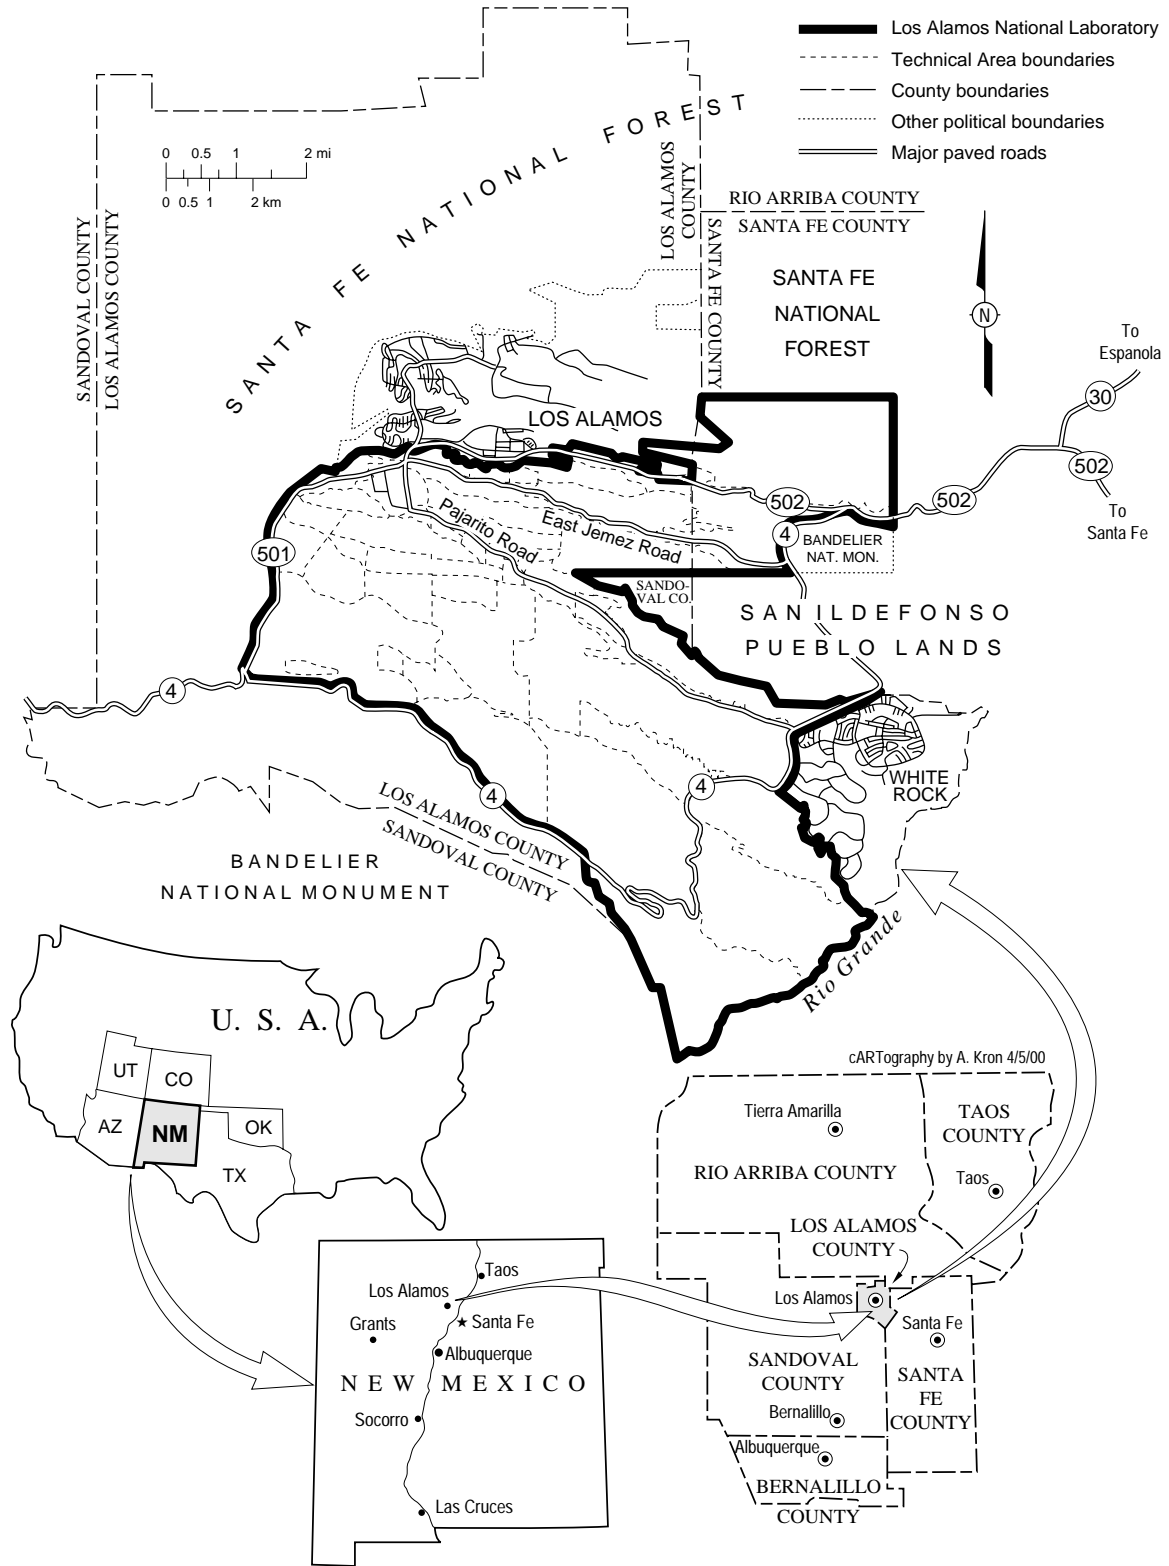 Los Alamos National Laboratory
Technical Area boundaries
County boundaries
Other political boundaries
Major paved roads
0 0.5 1 2 mi
0 0.5 1 2 km
SANTA FE NATIONAL FOREST
LOS ALAMOS
COUNTY
SANTA FE COUNTY
RIO ARRIBA COUNTY
SANTA FE COUNTY
SANDOVAL COUNTY
LOS ALAMOS COUNTY
SANTA FE
NATIONAL
FOREST
N
To
Espanola
30
502
To
Santa Fe
LOS ALAMOS
502
502
4
BANDELIER
NAT. MON.
501
Pajarito Road
East Jemez Road
SANDO-
VAL CO.
SAN ILDEFONSO
PUEBLO LANDS
4
4
4
WHITE
ROCK
LOS ALAMOS COUNTY
SANDOVAL COUNTY
BANDELIER
NATIONAL MONUMENT
Rio Grande
U. S. A.
UT
CO
AZ
NM
OK
TX
cARTography by A. Kron 4/5/00
Tierra Amarilla
TAOS
COUNTY
RIO ARRIBA COUNTY
Taos
LOS ALAMOS
COUNTY
Los Alamos
Santa Fe
SANDOVAL
COUNTY
SANTA
FE
COUNTY
Bernalillo
Albuquerque
BERNALILLO
COUNTY
Taos
Los Alamos
Grants
Santa Fe
Albuquerque
NEW MEXICO
Socorro
Las Cruces